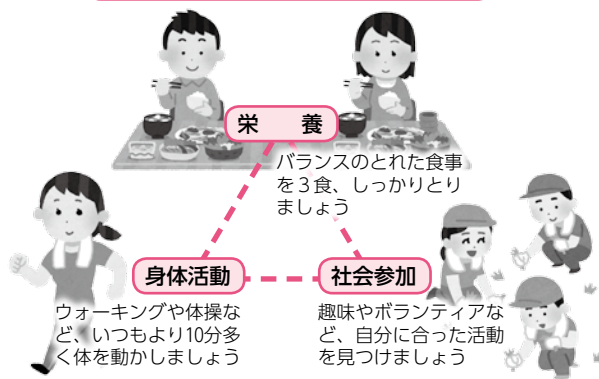 栄　養
バランスのとれた食事
を３食、しっかりとり
ましょう
身体活動
ウォーキングや体操な
ど、いつもより10分多
く体を動かしましょう
社会参加
趣味やボランティアな
ど、自分に合った活動
を見つけましょう